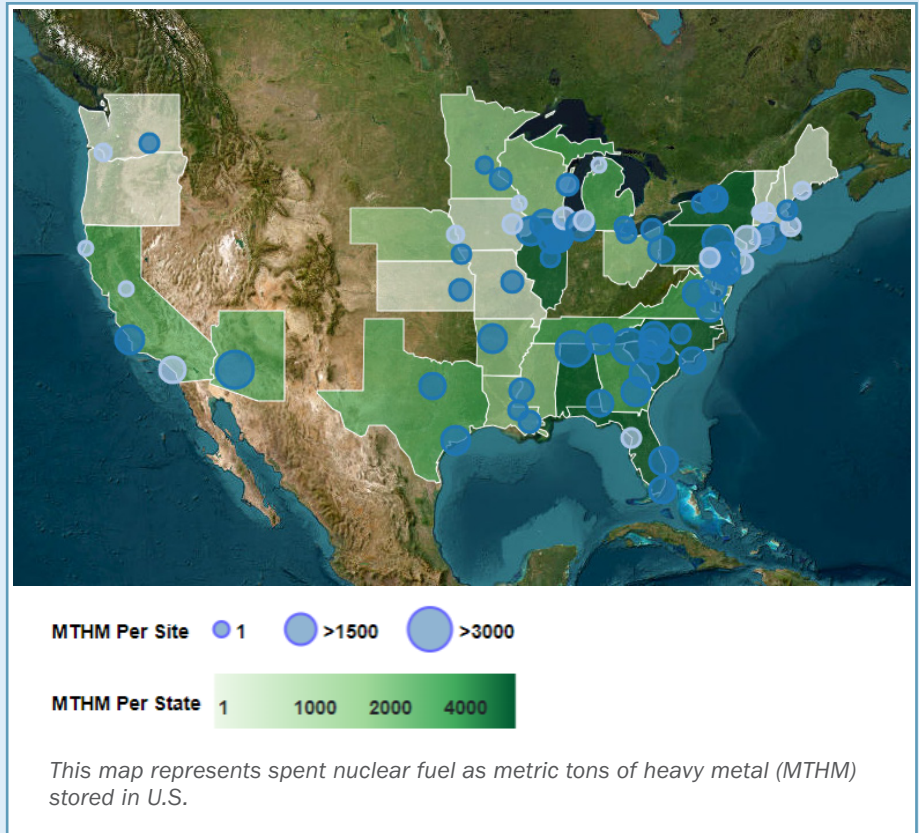 MTHM Per Site 1 >1500 >3000
MTHM Per State 1 1000 2000 4000
This map represents spent nuclear fuel as metric tons of heavy metal (MTHM)
stored in U.S.